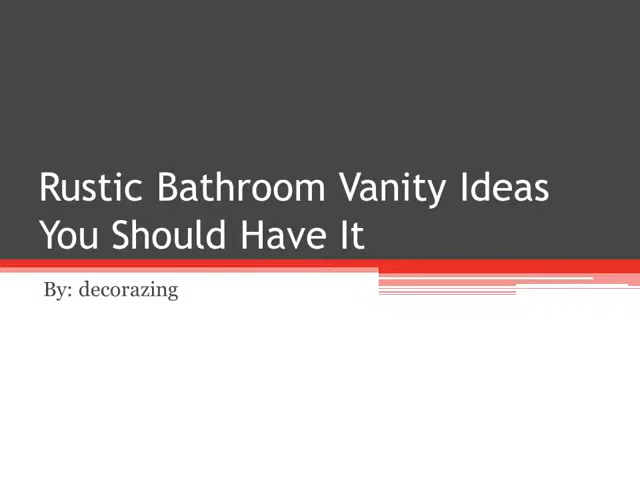 Rustic Bathroom Vanity Ideas
You Should Have It
By: decorazing